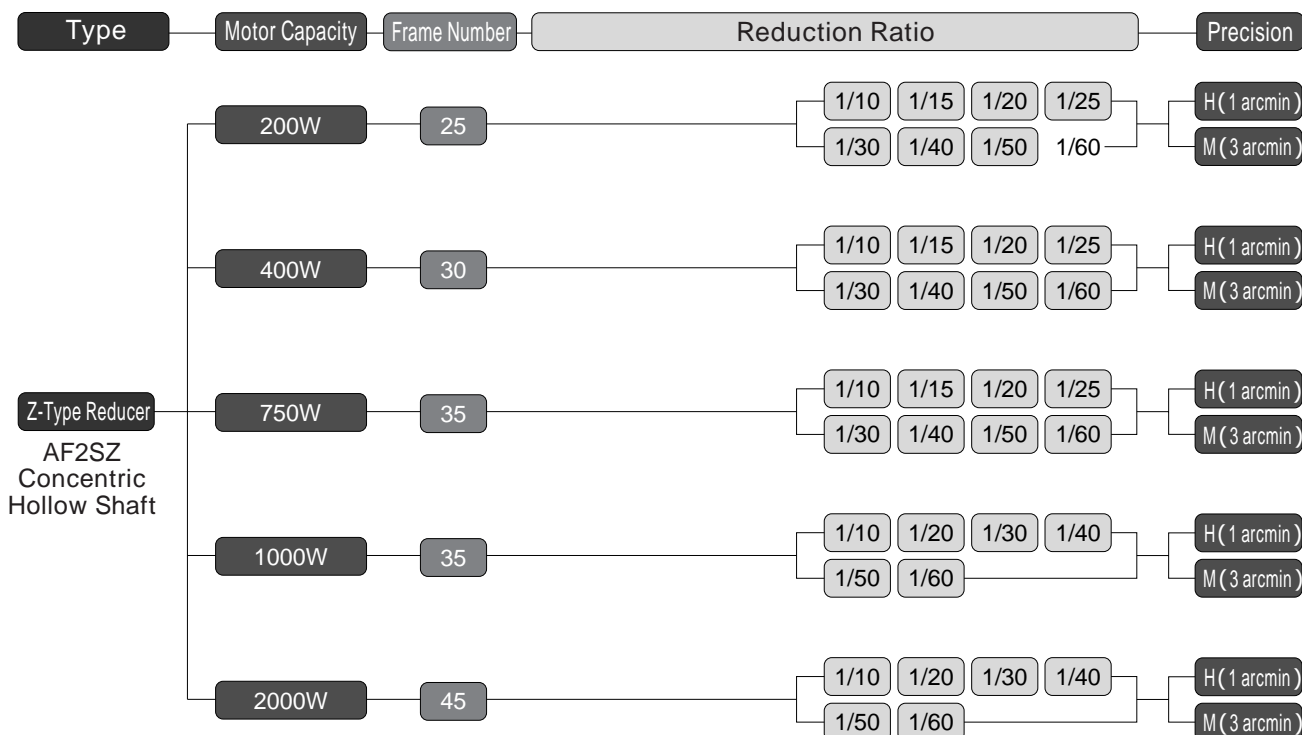 Type Motor Capacity Frame Number Reduction Ratio Precision
1/10 1/15 1/20 1/25 H(1 arcmin)
200W 25
1/30 1/40 1/50 1/60 M(3 arcmin)
1/10 1/15 1/20 1/25 H(1 arcmin)
400W 30
1/30 1/40 1/50 1/60 M(3 arcmin)
1/10 1/15 1/20 1/25 H(1 arcmin)
Z-Type Reducer 750W 35
1/30 1/40 1/50 1/60 M(3 arcmin)
AF2SZ
Concentric
Hollow Shaft
1/10 1/20 1/30 1/40 H(1 arcmin)
1000W 35
1/50 1/60 M(3 arcmin)
1/10 1/20 1/30 1/40 H(1 arcmin)
2000W 45
1/50 1/60 M(3 arcmin)